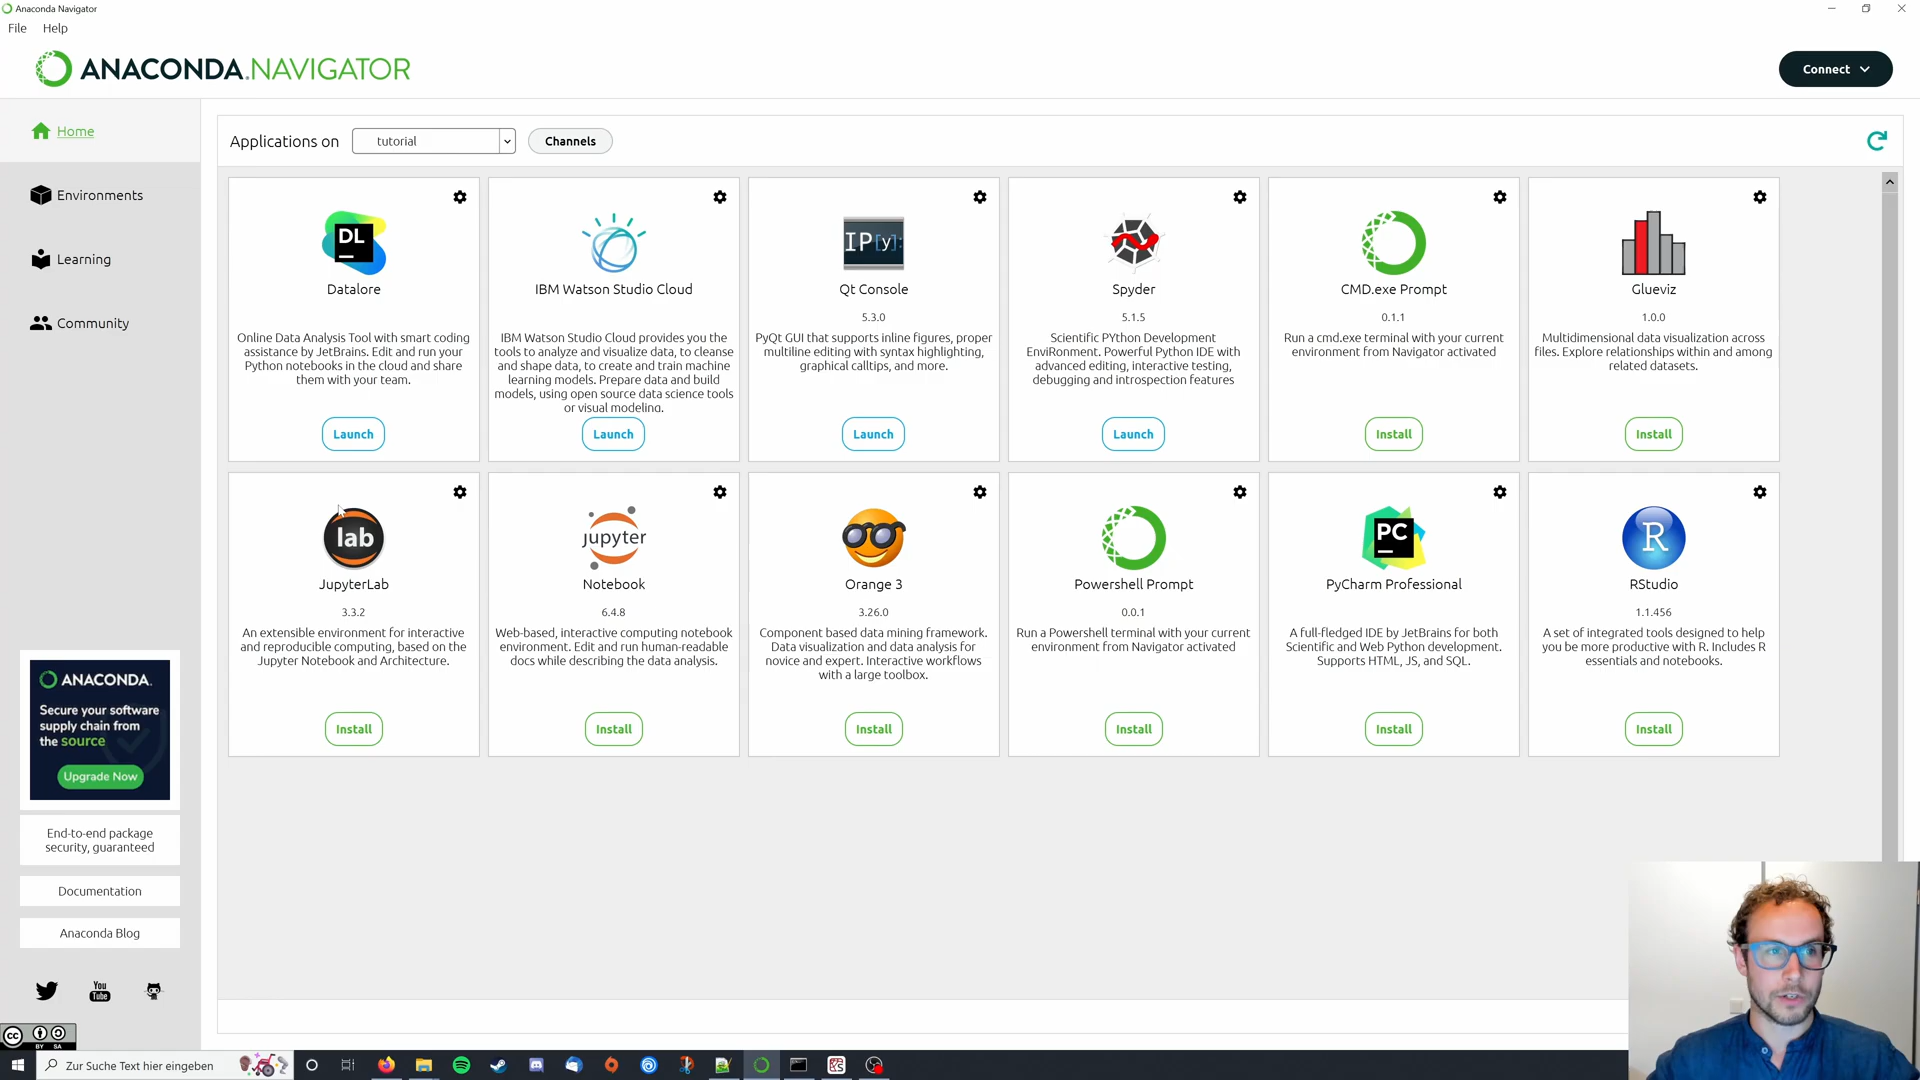 Anaconda Navigator
File Help
ANACONDA.NAVIGATOR
Connect
Home
Environments
Learning
Community
Applications on tutorial Channels
DL
Datalore
Online Data Analysis Tool with smart coding
assistance by JetBrains. Edit and run your
Python notebooks in the cloud and share
them with your team.
Launch
IBM Watson Studio Cloud
IBM Watson Studio Cloud provides you the
tools to analyze and visualize data, to cleanse
and shape data, to create and train machine
learning models. Prepare data and build
models, using open source data science tools
or visual modeling.
Launch
IP[y]:
Qt Console
5.3.0
PyQt GUI that supports inline figures, proper
multiline editing with syntax highlighting,
graphical calltips, and more.
Launch
Spyder
5.1.5
Scientific PYthon Development
EnviRonment. Powerful Python IDE with
advanced editing, interactive testing,
debugging and introspection features
Launch
CMD.exe Prompt
0.1.1
Run a cmd.exe terminal with your current
environment from Navigator activated
Install
Glueviz
1.0.0
Multidimensional data visualization across
files. Explore relationships within and among
related datasets.
Install
lab
JupyterLab
3.3.2
An extensible environment for interactive
and reproducible computing, based on the
Jupyter Notebook and Architecture.
Install
jupyter
Notebook
6.4.8
Web-based, interactive computing notebook
environment. Edit and run human-readable
docs while describing the data analysis.
Install
Orange 3
3.26.0
Component based data mining framework.
Data visualization and data analysis for
novice and expert. Interactive workflows
with a large toolbox.
Install
Powershell Prompt
0.0.1
Run a Powershell terminal with your current
environment from Navigator activated
Install
PC
PyCharm Professional
A full-fledged IDE by JetBrains for both
Scientific and Web Python development.
Supports HTML, JS, and SQL.
Install
R
RStudio
1.1.456
A set of integrated tools designed to help
you be more productive with R. Includes R
essentials and notebooks.
Install
ANACONDA.
Secure your software
supply chain from
the source
Upgrade Now
End-to-end package
security, guaranteed
Documentation
Anaconda Blog
You
Tube
cc BY SA
Zur Suche Text hier eingeben